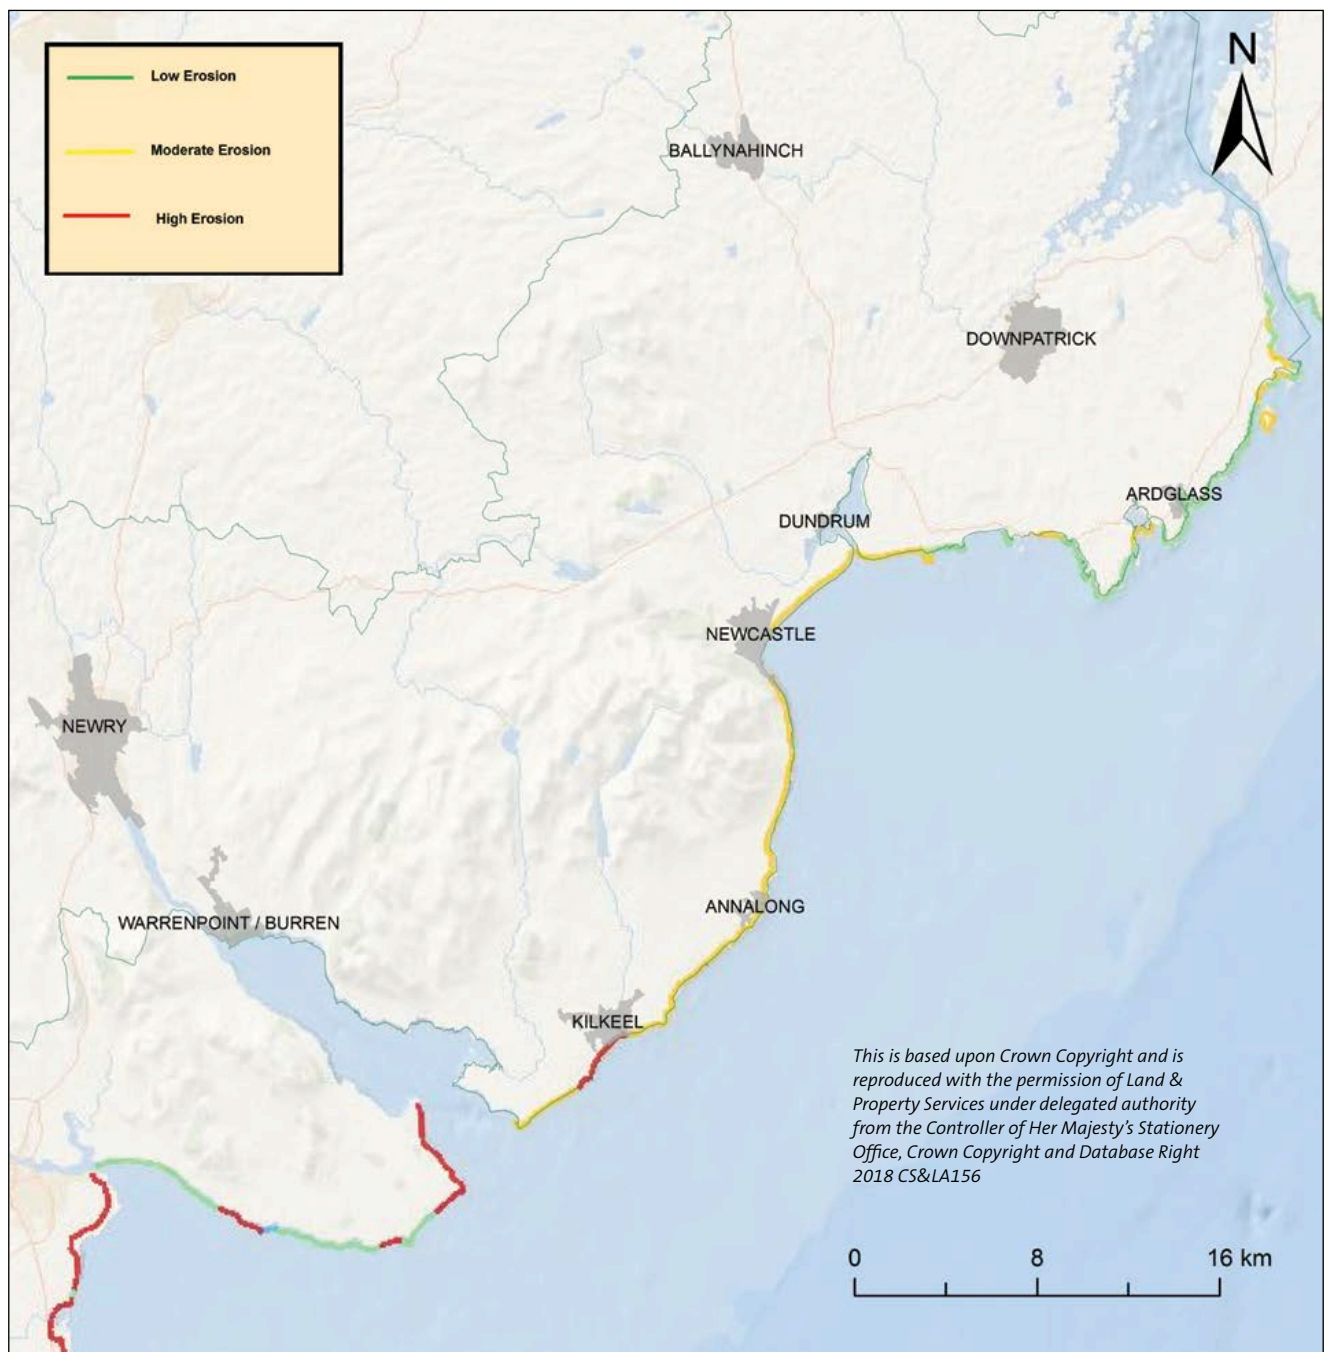 Low Erosion
Moderate Erosion
High Erosion
N
BALLYNAHINCH
DOWNPATRICK
ARDGLASS
DUNDRUM
NEWCASTLE
NEWRY
ANNALONG
WARRENPOINT / BURREN
KILKEEL
This is based upon Crown Copyright and is
reproduced with the permission of Land &
Property Services under delegated authority
from the Controller of Her Majesty's Stationery
Office, Crown Copyright and Database Right
2018 CS&LA156
0 8 16 km